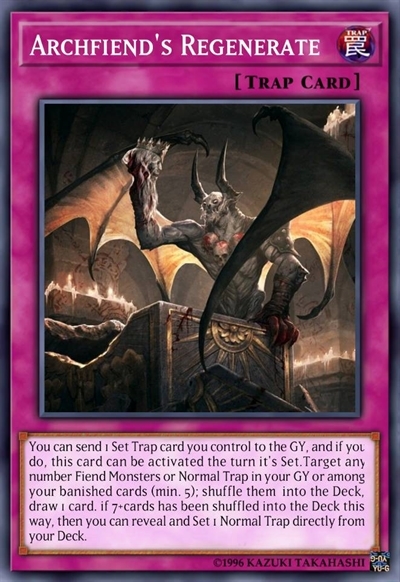 ARCHFIEND'S REGENERATE
TRAP
罠
[TRAP CARD]
You can send 1 Set Trap card you control to the GY, and if you
do, this card can be activated the turn it's Set.Target any
number Fiend Monsters or Normal Trap in your GY or among
your banished cards (min. 5); shuffle them into the Deck,
draw 1 card. if 7+cards has been shuffled into the Deck this
way, then you can reveal and Set 1 Normal Trap directly from
your Deck.
©1996 KAZUKI TAKAHASHI